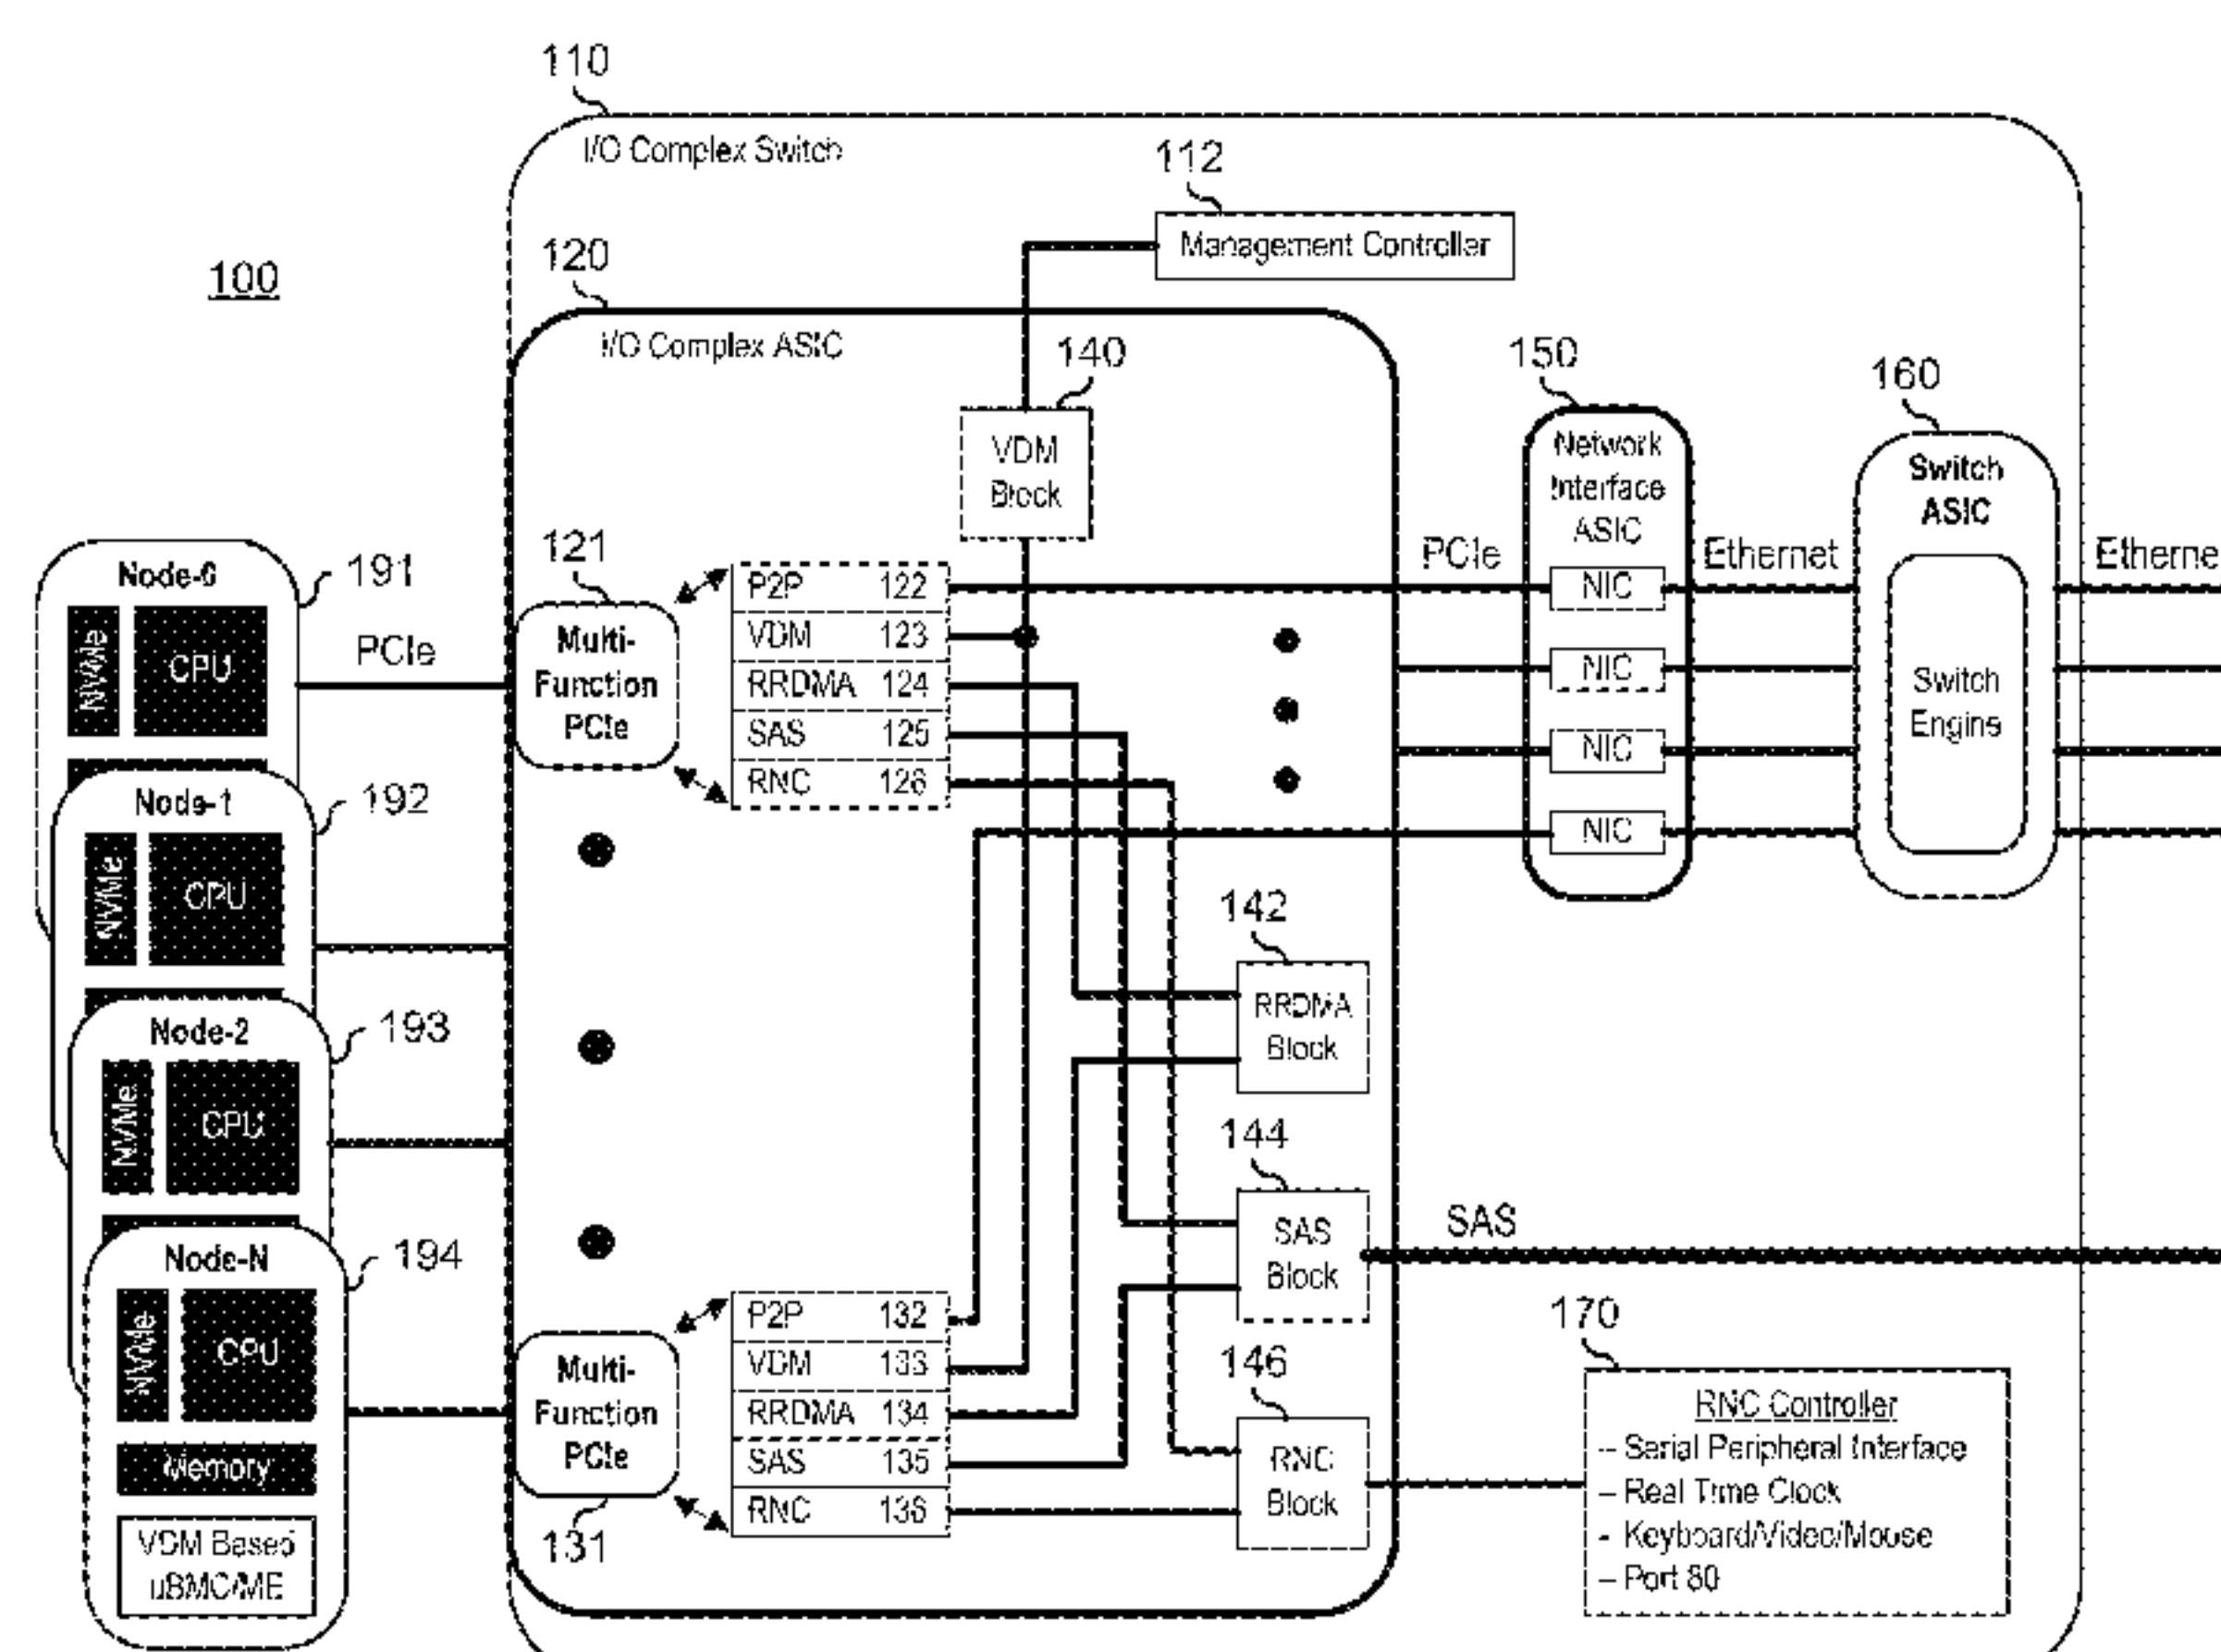 110
I/O Complex Switch
112
Management Controller
100
120
I/O Complex ASIC
140
VDM
Block
150
Network
Interface
ASIC
NIC
NIC
NIC
NIC
160
Switch
ASIC
Switch
Engine
PCIe
Ethernet
Etherne
Node-0
191
NVMe
CPU
PCIe
Node-1
192
NVMe
CPU
Node-2
193
NVMe
CPU
Node-N
194
NVMe
CPU
Memory
VDM Based
uBMC/ME
121
Multi-
Function
PCIe
P2P 122
VDM 123
RRDMA 124
SAS 125
RNC 126
142
RRDMA
Block
144
SAS
Block
SAS
146
RNC
Block
Multi-
Function
PCIe
131
P2P 132
VDM 133
RRDMA 134
SAS 135
RNC 136
170
RNC Controller
– Serial Peripheral Interface
– Real Time Clock
- Keyboard/Video/Mouse
– Port 80